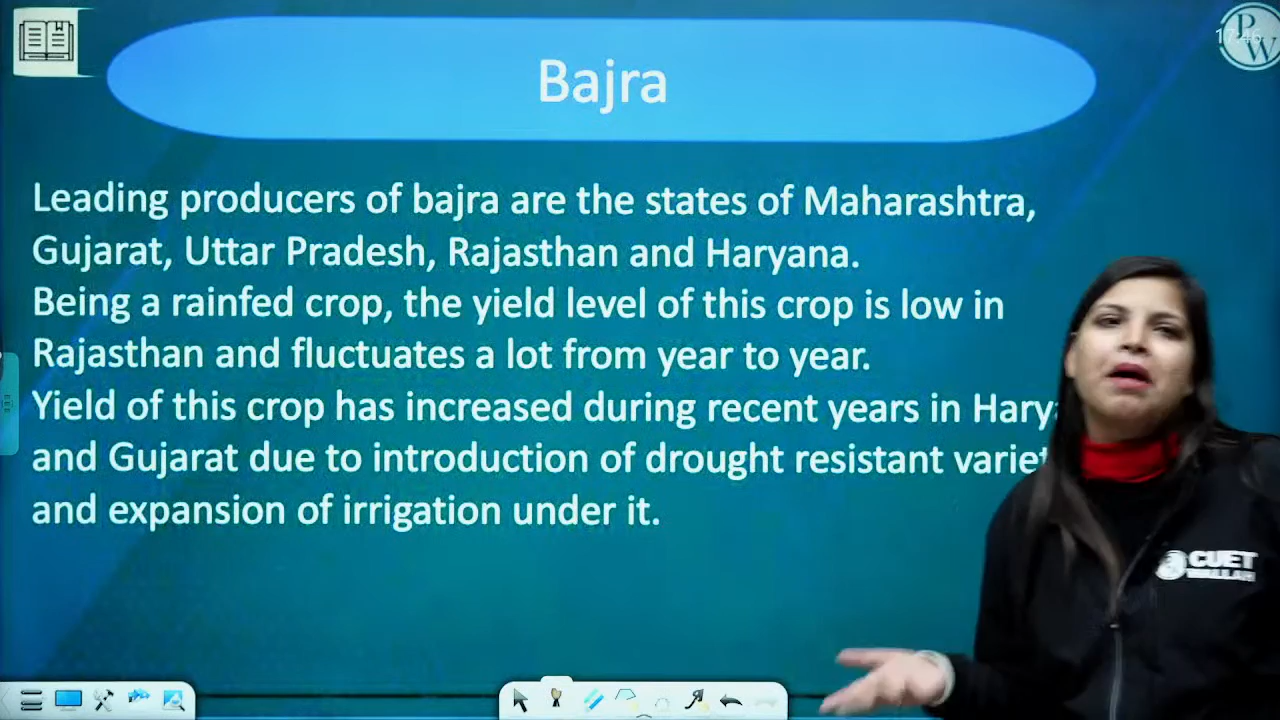 Bajra
Leading producers of bajra are the states of Maharashtra,
Gujarat, Uttar Pradesh, Rajasthan and Haryana.
Being a rainfed crop, the yield level of this crop is low in
Rajasthan and fluctuates a lot from year to year.
Yield of this crop has increased during recent years in
and Gujarat due to introduction of drought resistant
and expansion of irrigation under it.
PW
CUET
WALLAH